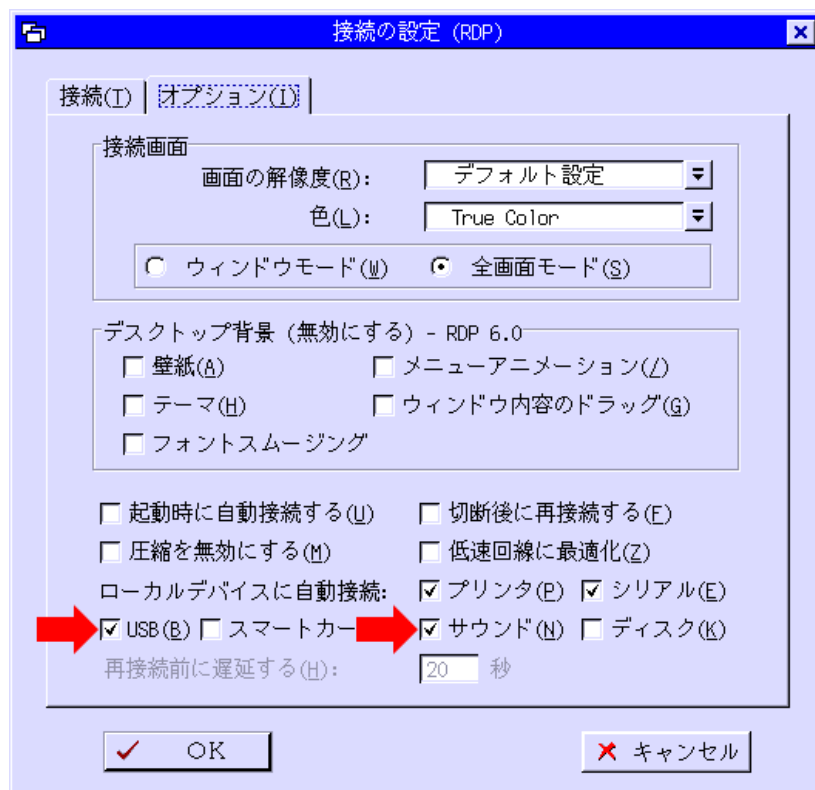 接続の設定 (RDP)
接続(T) オプション(I)
接続画面
画面の解像度(R): デフォルト設定
色(L): True Color
ウィンドウモード(W) 全画面モード(S)
デスクトップ背景 (無効にする) - RDP 6.0
壁紙(A) メニューアニメーション(/)
テーマ(H) ウィンドウ内容のドラッグ(G)
フォントスムージング
起動時に自動接続する(U) 切断後に再接続する(F)
圧縮を無効にする(M) 低速回線に最適化(Z)
ローカルデバイスに自動接続: プリンタ(P) シリアル(E)
USB(B) スマートカー サウンド(N) ディスク(K)
再接続前に遅延する(H): 20 秒
OK キャンセル